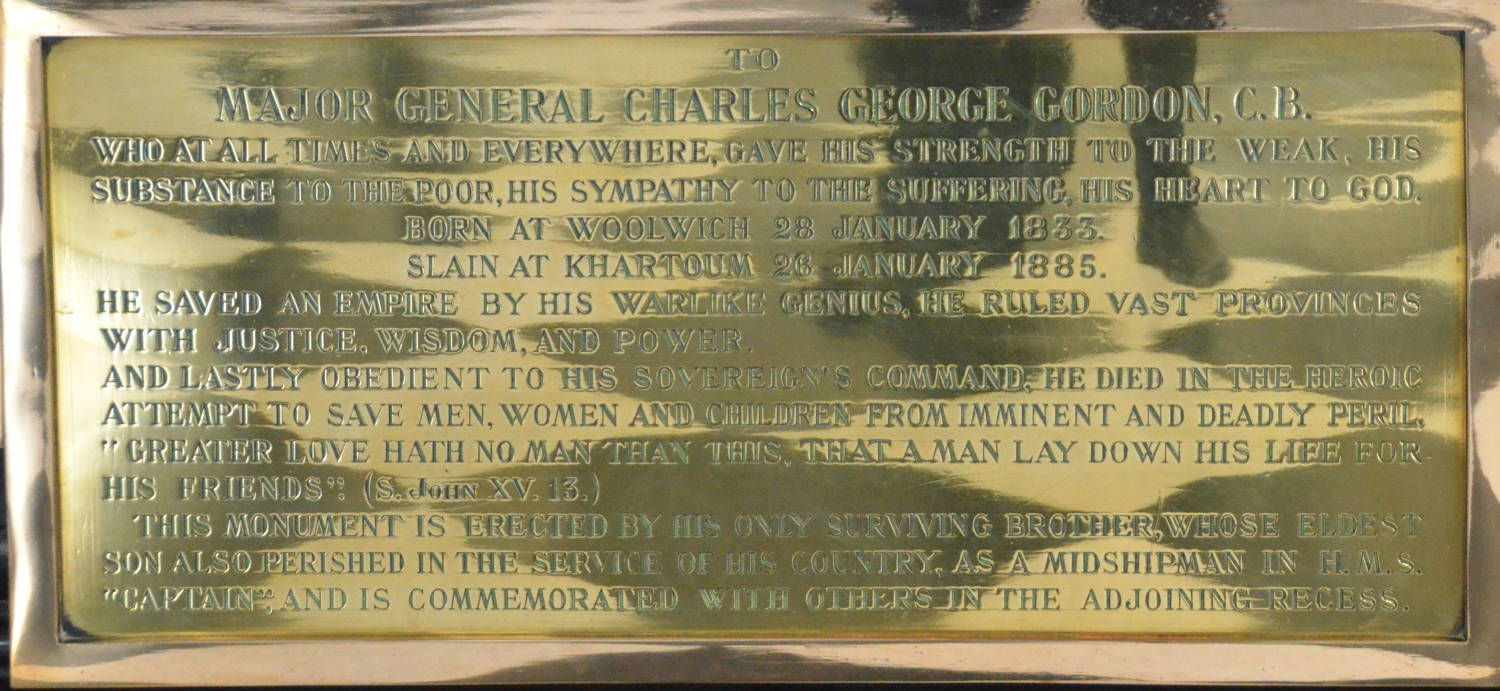 TO
MAJOR GENERAL CHARLES GEORGE GORDON, C.B.
WHO AT ALL TIMES AND EVERYWHERE, GAVE HIS STRENGTH TO THE WEAK, HIS
SUBSTANCE TO THE POOR, HIS SYMPATHY TO THE SUFFERING, HIS HEART TO GOD.
BORN AT WOOLWICH 28 JANUARY 1833.
SLAIN AT KHARTOUM 26 JANUARY 1885.
HE SAVED AN EMPIRE BY HIS WARLIKE GENIUS, HE RULED VAST PROVINCES
WITH JUSTICE, WISDOM, AND POWER.
AND LASTLY OBEDIENT TO HIS SOVEREIGN'S COMMAND, HE DIED IN THE HEROIC
ATTEMPT TO SAVE MEN, WOMEN AND CHILDREN FROM IMMINENT AND DEADLY PERIL,
"GREATER LOVE HATH NO MAN THAN THIS, THAT A MAN LAY DOWN HIS LIFE FOR
HIS FRIENDS": (S. JOHN XV. 13.)
THIS MONUMENT IS ERECTED BY HIS ONLY SURVIVING BROTHER, WHOSE ELDEST
SON ALSO PERISHED IN THE SERVICE OF HIS COUNTRY, AS A MIDSHIPMAN IN H.M.S.
"CAPTAIN", AND IS COMMEMORATED WITH OTHERS IN THE ADJOINING RECESS.